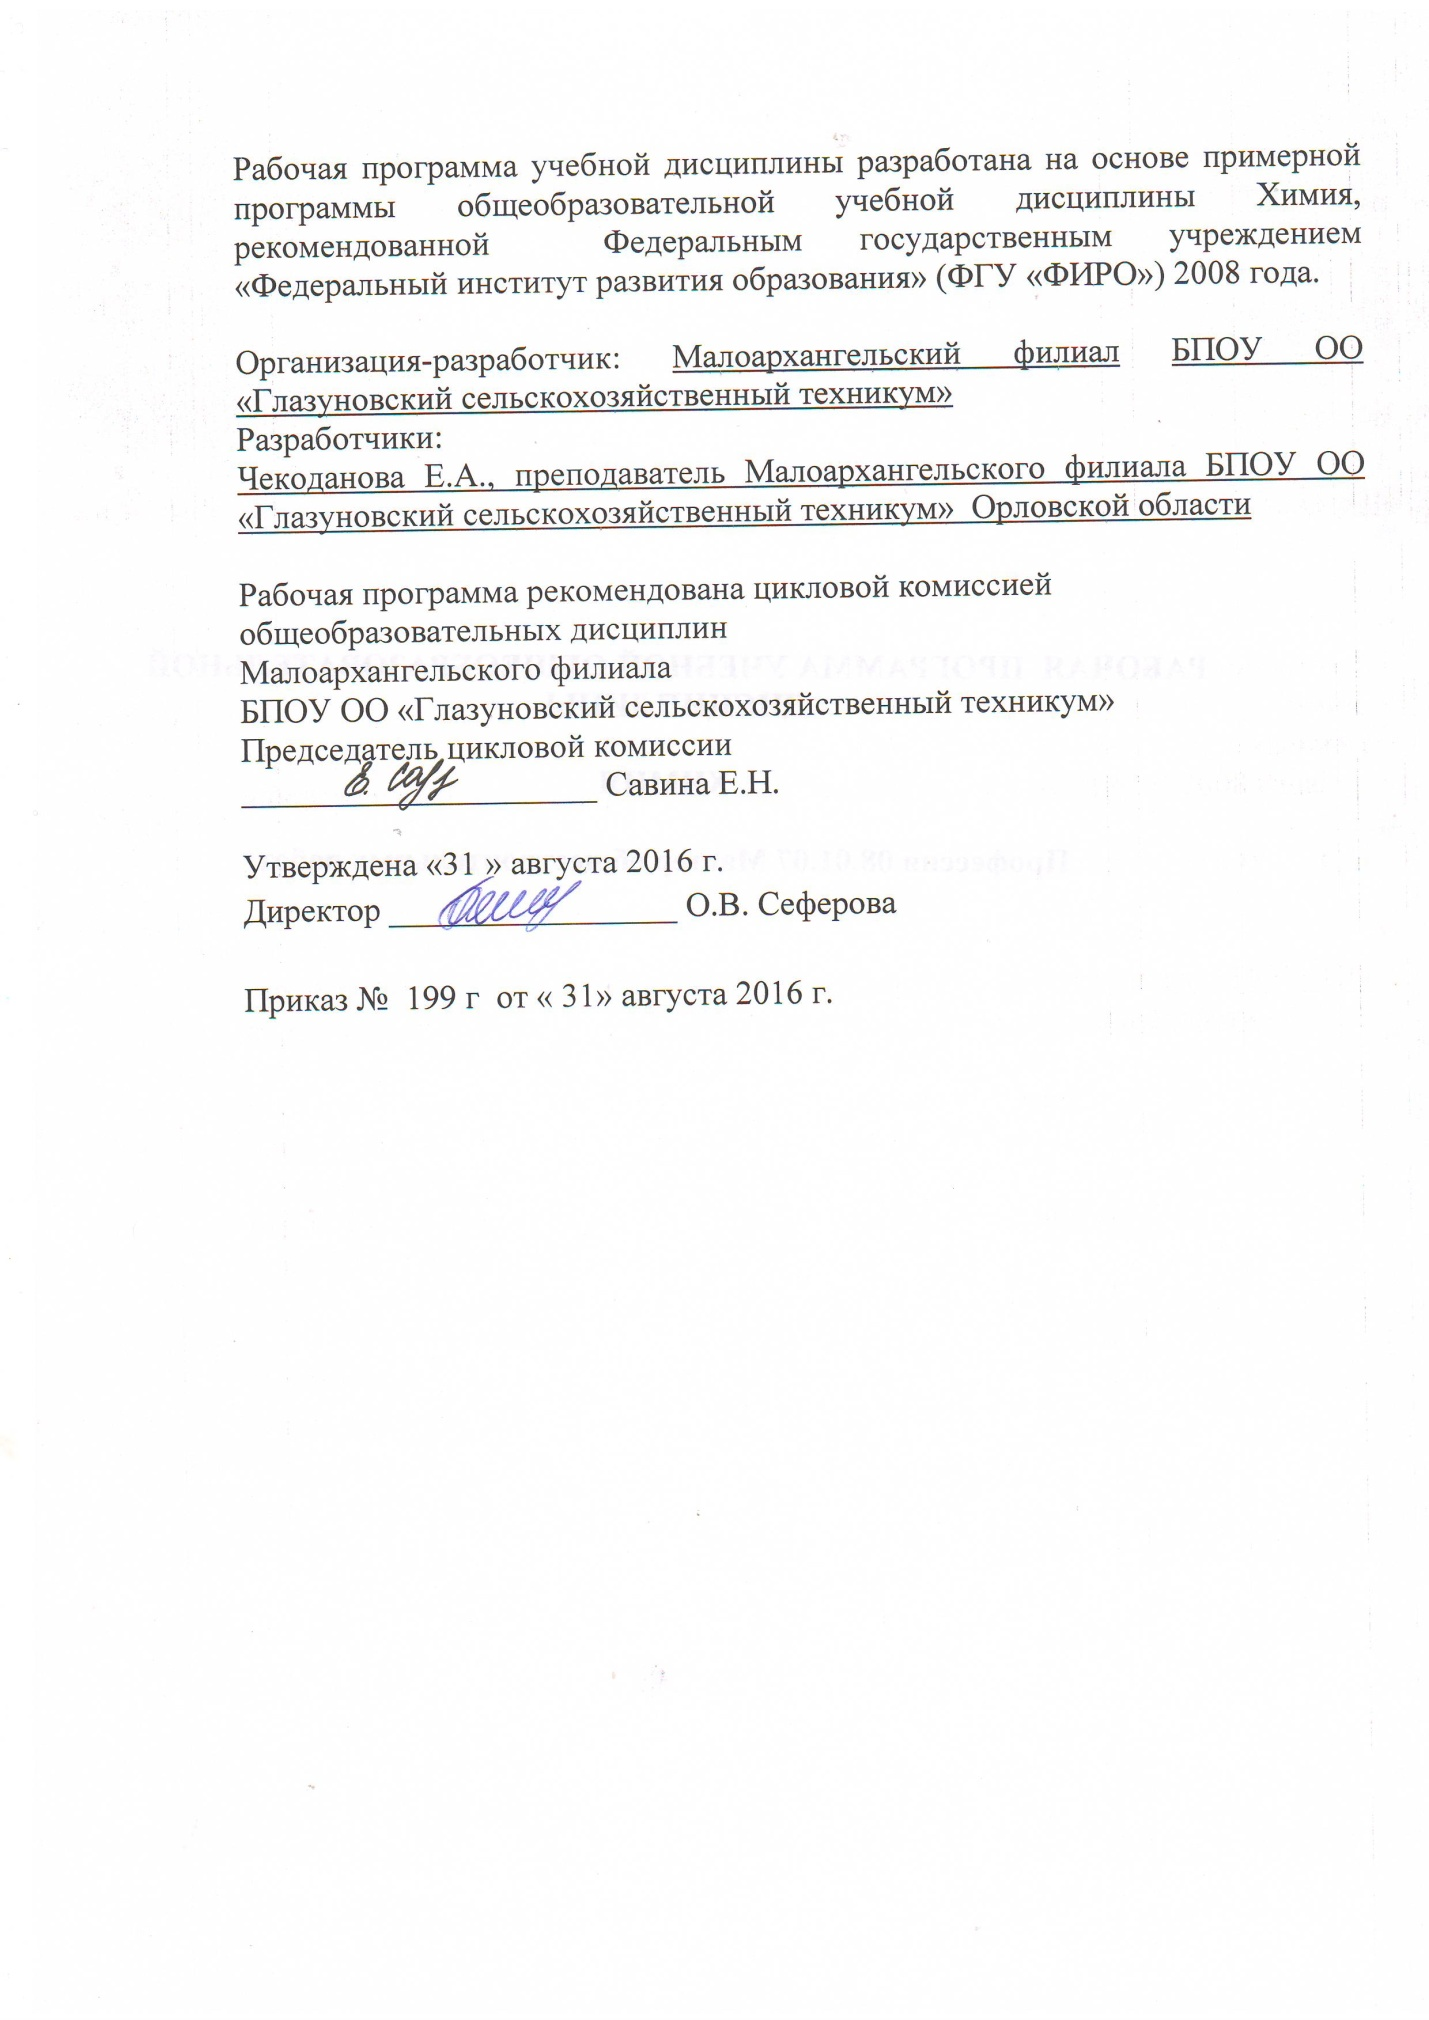 Рабочая программа учебной дисциплины разработана на основе примерной
программы общеобразовательной учебной дисциплины Химия,
рекомендованной Федеральным государственным учреждением
«Федеральный институт развития образования» (ФГУ «ФИРО») 2008 года.
Организация-разработчик: Малоархангельский филиал БПОУ ОО
«Глазуновский сельскохозяйственный техникум»
Разработчики:
Чекоданова Е.А., преподаватель Малоархангельского филиала БПОУ ОО
«Глазуновский сельскохозяйственный техникум» Орловской области
Рабочая программа рекомендована цикловой комиссией
общеобразовательных дисциплин
Малоархангельского филиала
БПОУ ОО «Глазуновский сельскохозяйственный техникум»
Председатель цикловой комиссии
Савина Е.Н.
Утверждена «31 » августа 2016 г.
Директор О.В. Сеферова
Приказ № 199 г от « 31» августа 2016 г.